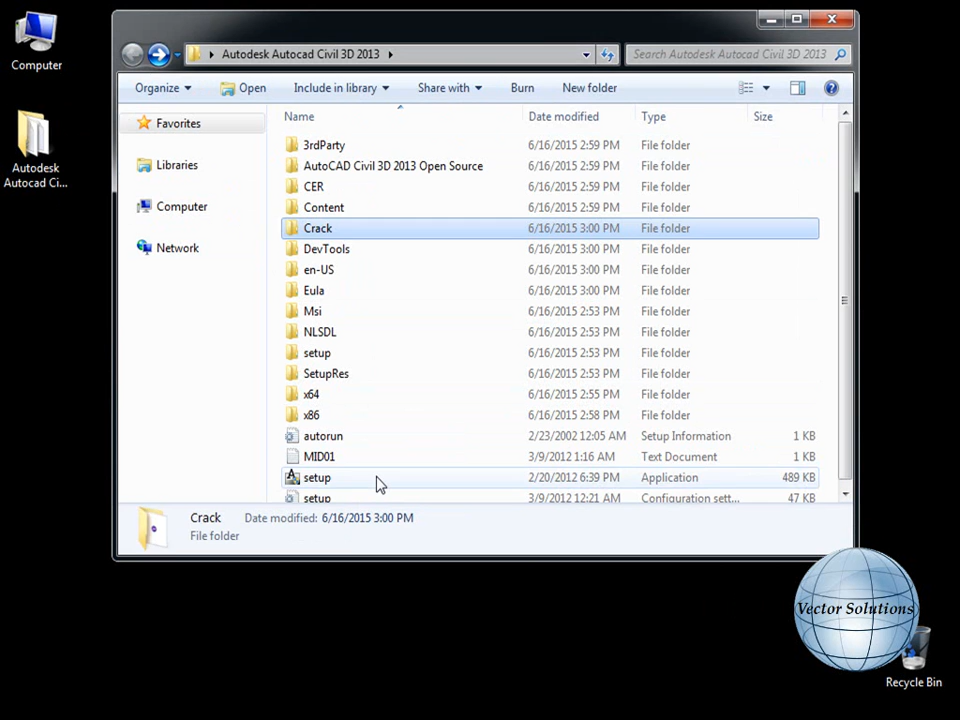 Computer
Autodesk
Autocad Ci...
Autodesk Autocad Civil 3D 2013
Search Autodesk Autocad Civil 3D 2013
Organize Open Include in library Share with Burn New folder
Name Date modified Type Size
Favorites
Libraries
Computer
Network
3rdParty 6/16/2015 2:59 PM File folder
AutoCAD Civil 3D 2013 Open Source 6/16/2015 2:59 PM File folder
CER 6/16/2015 2:59 PM File folder
Content 6/16/2015 2:59 PM File folder
Crack 6/16/2015 3:00 PM File folder
DevTools 6/16/2015 3:00 PM File folder
en-US 6/16/2015 3:00 PM File folder
Eula 6/16/2015 3:00 PM File folder
Msi 6/16/2015 2:53 PM File folder
NLSDL 6/16/2015 2:53 PM File folder
setup 6/16/2015 2:53 PM File folder
SetupRes 6/16/2015 2:53 PM File folder
x64 6/16/2015 2:55 PM File folder
x86 6/16/2015 2:58 PM File folder
autorun 2/23/2002 12:05 AM Setup Information 1 KB
MID01 3/9/2012 1:16 AM Text Document 1 KB
setup 2/20/2012 6:39 PM Application 489 KB
setup 3/9/2012 12:21 AM Configuration sett... 47 KB
Crack Date modified: 6/16/2015 3:00 PM
File folder
Vector Solutions
Recycle Bin